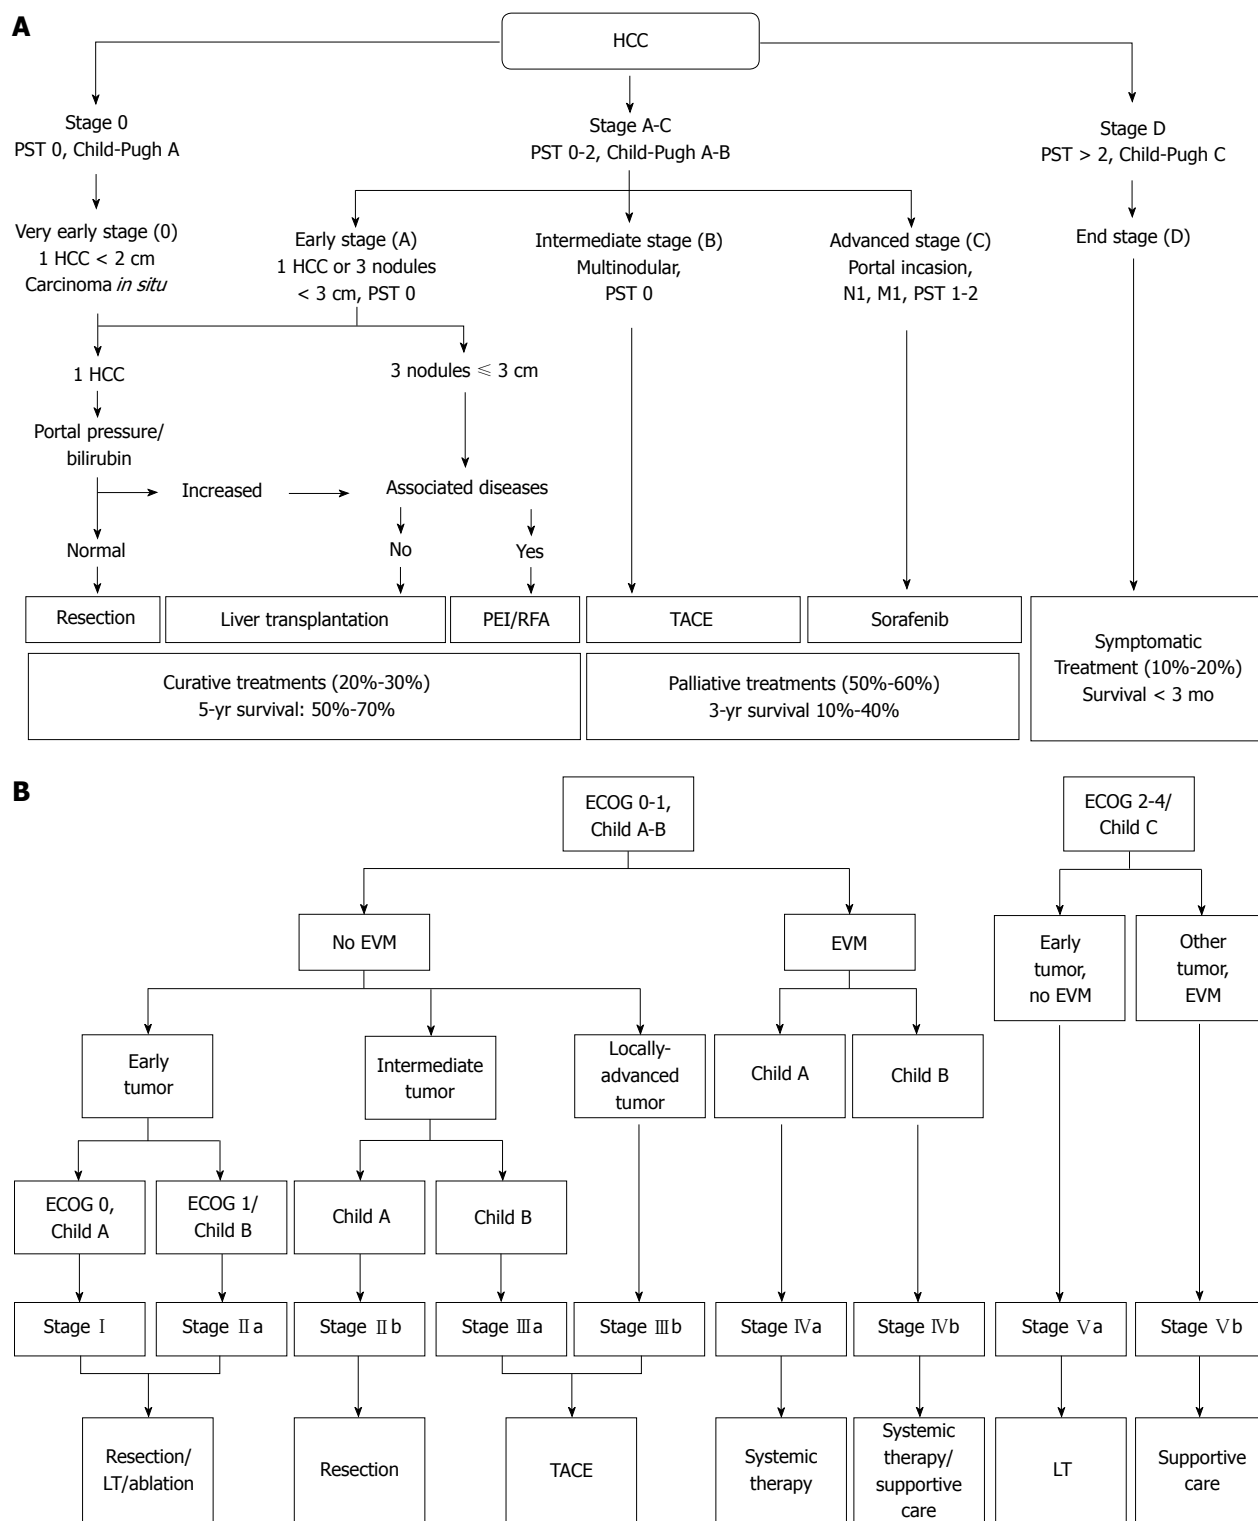 A
HCC
Stage 0
PST 0, Child-Pugh A
Stage A-C
PST 0-2, Child-Pugh A-B
Stage D
PST > 2, Child-Pugh C
Very early stage (0)
1 HCC < 2 cm
Carcinoma in situ
Early stage (A)
1 HCC or 3 nodules
< 3 cm, PST 0
Intermediate stage (B)
Multinodular,
PST 0
Advanced stage (C)
Portal incasion,
N1, M1, PST 1-2
End stage (D)
1 HCC
3 nodules ≤ 3 cm
Portal pressure/
bilirubin
Increased
Associated diseases
Normal
No
Yes
Resection
Liver transplantation
PEI/RFA
TACE
Sorafenib
Symptomatic
Treatment (10%-20%)
Survival < 3 mo
Curative treatments (20%-30%)
5-yr survival: 50%-70%
Palliative treatments (50%-60%)
3-yr survival 10%-40%
B
ECOG 0-1,
Child A-B
ECOG 2-4/
Child C
No EVM
EVM
Early
tumor,
no EVM
Other
tumor,
EVM
Early
tumor
Intermediate
tumor
Locally-
advanced
tumor
Child A
Child B
ECOG 0,
Child A
ECOG 1/
Child B
Child A
Child B
Stage Ⅰ
Stage Ⅱa
Stage Ⅱb
Stage Ⅲa
Stage Ⅲb
Stage Ⅳa
Stage Ⅳb
Stage Ⅴa
Stage Ⅴb
Resection/
LT/ablation
Resection
TACE
Systemic
therapy
Systemic
therapy/
supportive
care
LT
Supportive
care